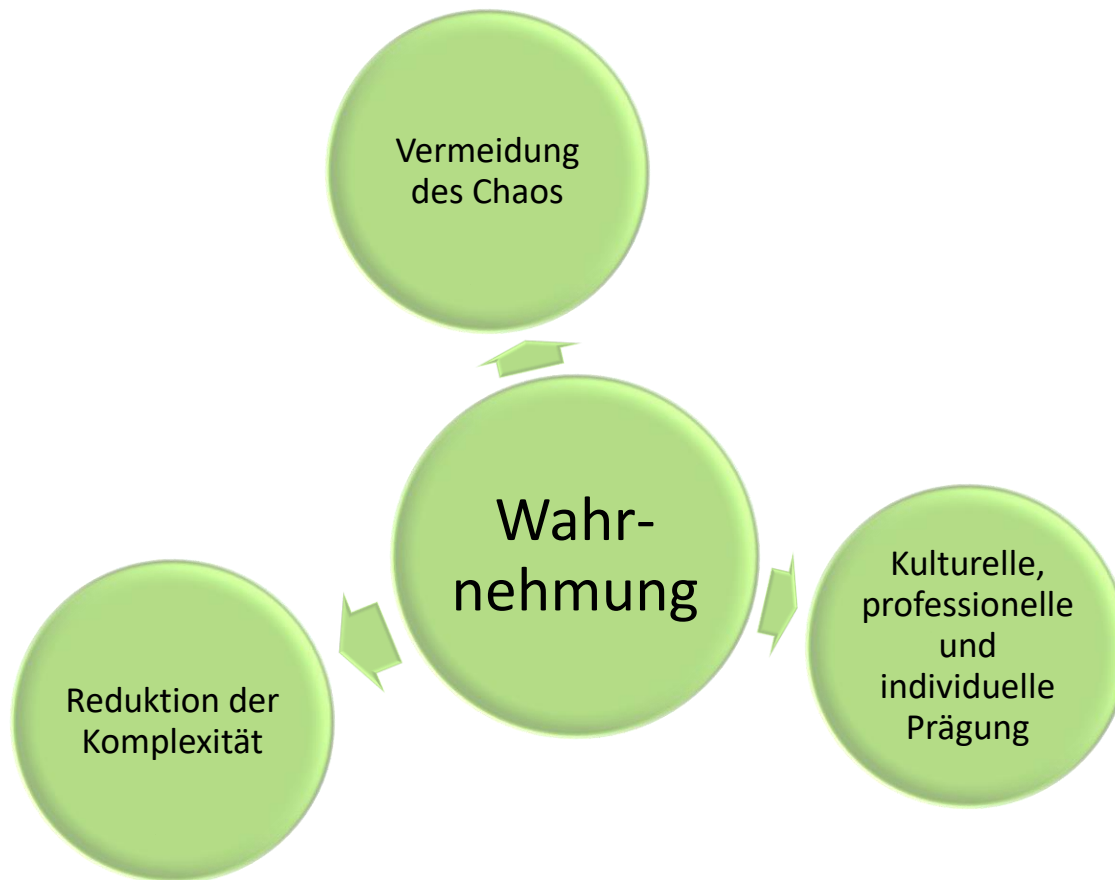 Vermeidung
des Chaos
Wahr-
nehmung
Kulturelle,
professionelle
und
individuelle
Prägung
Reduktion der
Komplexität